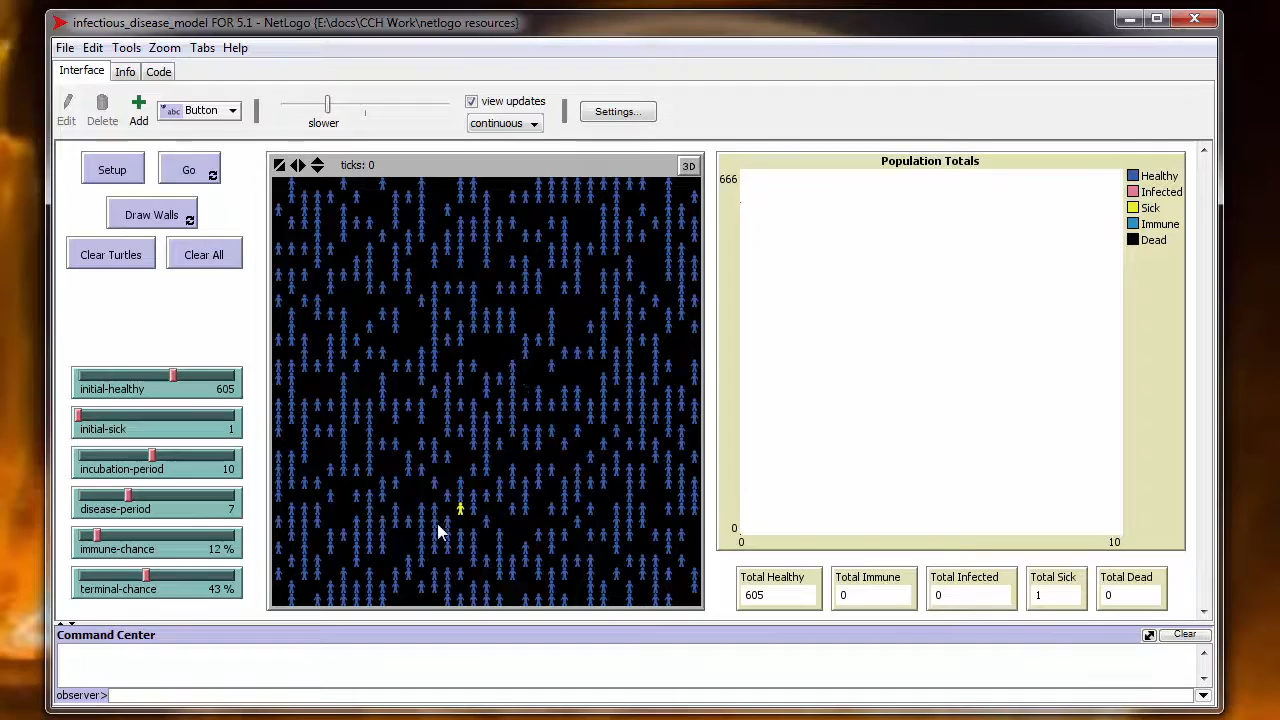 infectious_disease_model FOR 5.1 - NetLogo {E:\docs\CCH Work\netlogo resources}
File Edit Tools Zoom Tabs Help
Interface Info Code
Edit Delete Add abc Button slower view updates continuous Settings...
Setup Go
Draw Walls
Clear Turtles Clear All
initial-healthy 605
initial-sick 1
incubation-period 10
disease-period 7
immune-chance 12 %
terminal-chance 43 %
ticks: 0 3D
Population Totals
666
0
0 10
Healthy
Infected
Sick
Immune
Dead
Total Healthy Total Immune Total Infected Total Sick Total Dead
605 0 0 1 0
Command Center Clear
observer>